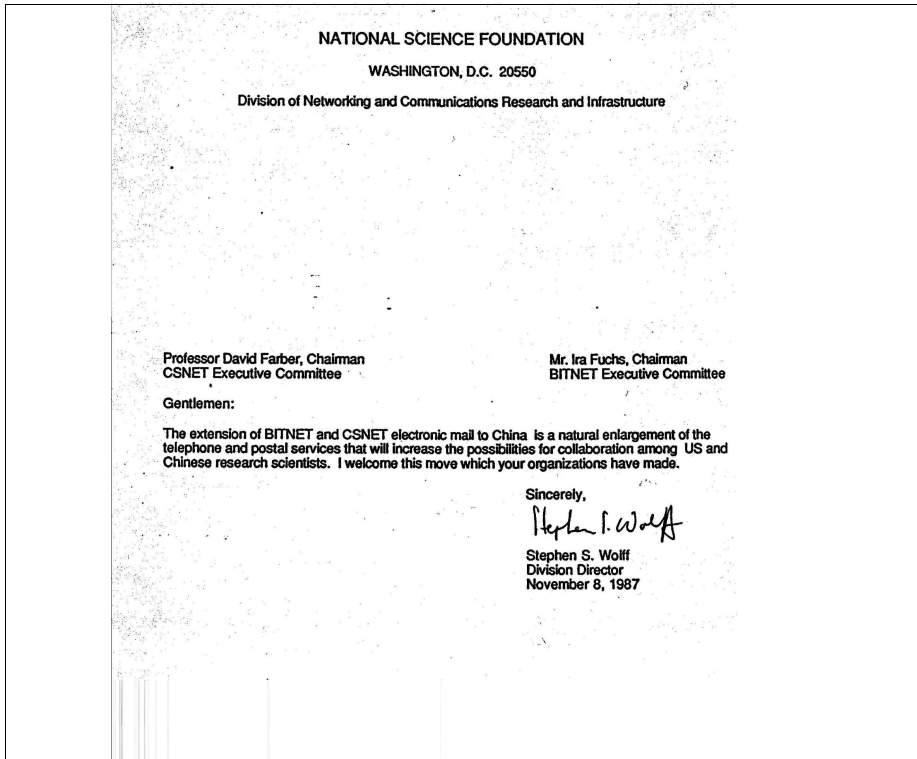 NATIONAL SCIENCE FOUNDATION
WASHINGTON, D.C. 20550
Division of Networking and Communications Research and Infrastructure
Professor David Farber, Chairman
CSNET Executive Committee
Mr. Ira Fuchs, Chairman
BITNET Executive Committee
Gentlemen:
The extension of BITNET and CSNET electronic mail to China is a natural enlargement of the
telephone and postal services that will increase the possibilities for collaboration among US and
Chinese research scientists. I welcome this move which your organizations have made.
Sincerely,
Stephen S. Wolff
Stephen S. Wolff
Division Director
November 8, 1987